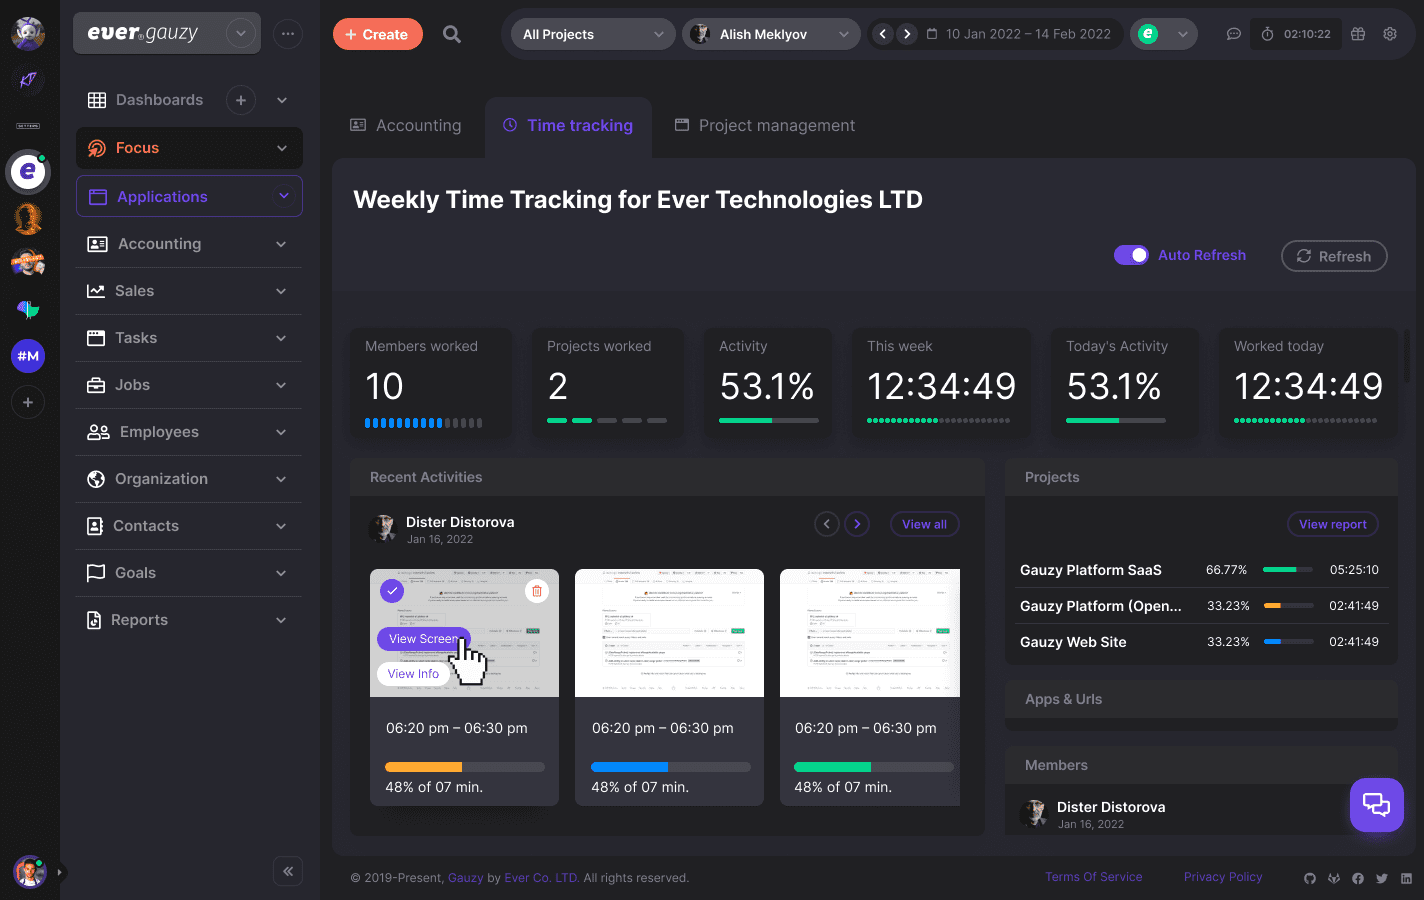 ever® gauzy
Create
All Projects
Alish Meklyov
10 Jan 2022 – 14 Feb 2022
e
02:10:22
e
#M
Dashboards
Focus
Applications
Accounting
Sales
Tasks
Jobs
Employees
Organization
Contacts
Goals
Reports
Accounting
Time tracking
Project management
Weekly Time Tracking for Ever Technologies LTD
Auto Refresh
Refresh
Members worked
10
Projects worked
2
Activity
53.1%
This week
12:34:49
Today's Activity
53.1%
Worked today
12:34:49
Recent Activities
Dister Distorova
Jan 16, 2022
View all
View Screen
View Info
06:20 pm – 06:30 pm
48% of 07 min.
06:20 pm – 06:30 pm
48% of 07 min.
06:20 pm – 06:30 pm
48% of 07 min.
Projects
View report
Gauzy Platform SaaS 66.77% 05:25:10
Gauzy Platform (Open... 33.23% 02:41:49
Gauzy Web Site 33.23% 02:41:49
Apps & Urls
Members
Dister Distorova
Jan 16, 2022
© 2019-Present, Gauzy by Ever Co. LTD. All rights reserved.
Terms Of Service
Privacy Policy